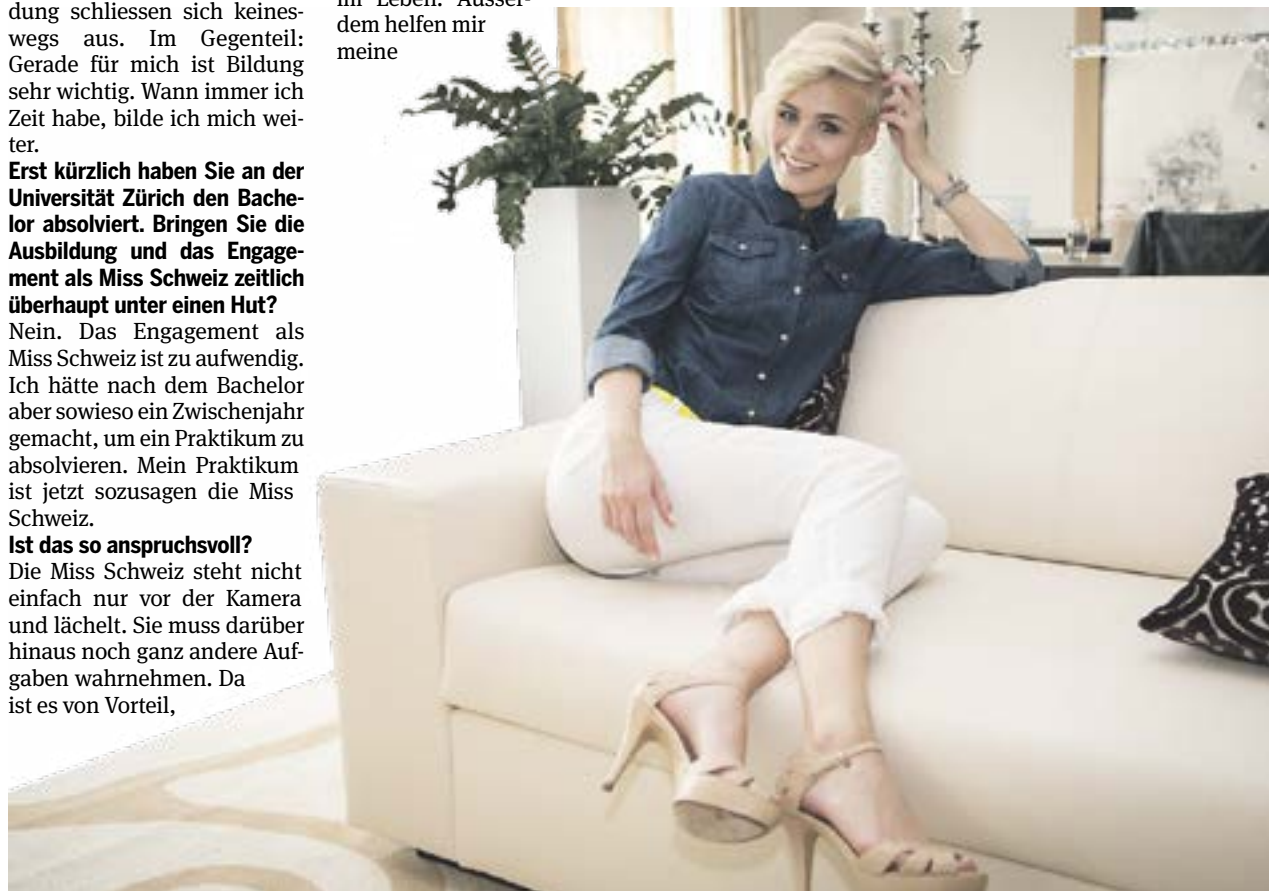 dung schliessen sich keines-
wegs aus. Im Gegenteil:
Gerade für mich ist Bildung
sehr wichtig. Wann immer ich
Zeit habe, bilde ich mich wei-
ter.
Erst kürzlich haben Sie an der
Universität Zürich den Bache-
lor absolviert. Bringen Sie die
Ausbildung und das Engage-
ment als Miss Schweiz zeitlich
überhaupt unter einen Hut?
Nein. Das Engagement als
Miss Schweiz ist zu aufwendig.
Ich hätte nach dem Bachelor
aber sowieso ein Zwischenjahr
gemacht, um ein Praktikum zu
absolvieren. Mein Praktikum
ist jetzt sozusagen die Miss
Schweiz.
Ist das so anspruchsvoll?
Die Miss Schweiz steht nicht
einfach nur vor der Kamera
und lächelt. Sie muss darüber
hinaus noch ganz andere Auf-
gaben wahrnehmen. Da
ist es von Vorteil,
im Leben. Ausser-
dem helfen mir
meine